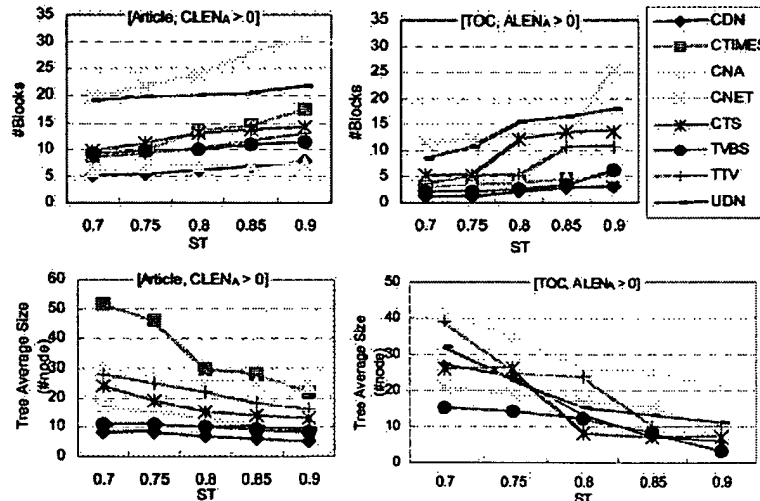 [Article, CLENA > 0]
#Blocks
35
30
25
20
15
10
5
0
0.7 0.75 0.8 0.85 0.9
ST
[TOC, ALENA > 0]
#Blocks
35
30
25
20
15
10
5
0
0.7 0.75 0.8 0.85 0.9
ST
CDN
CTIMES
CNA
CNET
CTS
TVBS
TTV
UDN
[Article, CLENA > 0]
Tree Average Size
(#node)
60
50
40
30
20
10
0
0.7 0.75 0.8 0.85 0.9
ST
[TOC, ALENA > 0]
Tree Average Size
(#node)
50
40
30
20
10
0
0.7 0.75 0.8 0.85 0.9
ST